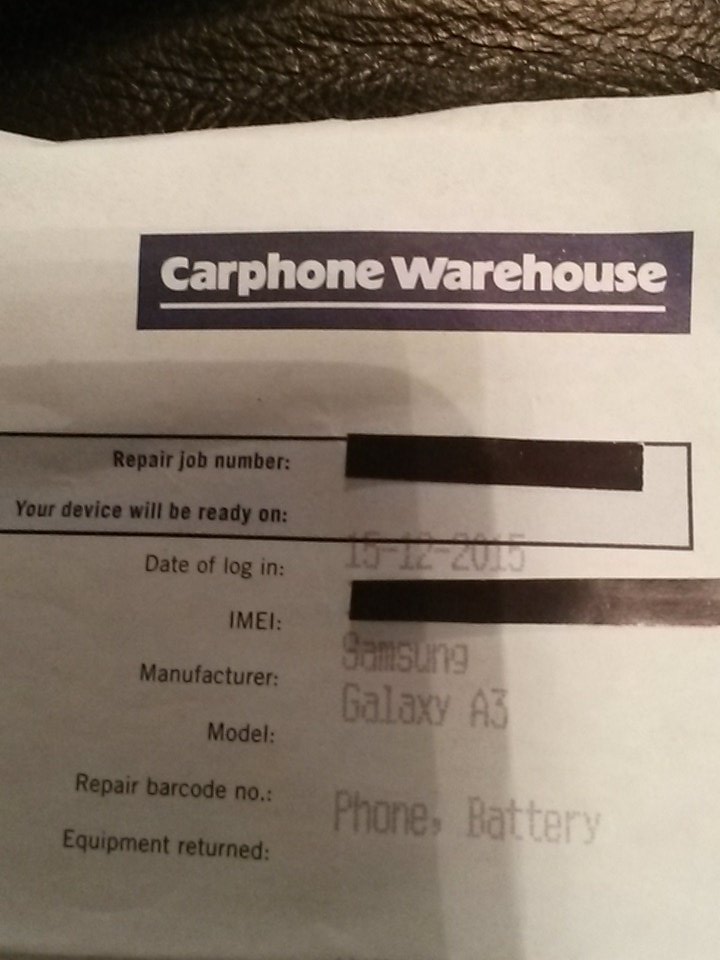 Carphone Warehouse
Repair job number:
Your device will be ready on:
15-12-2015
Date of log in:
IMEI:
Samsung
Manufacturer:
Galaxy A3
Model:
Repair barcode no.:
Phone, Battery
Equipment returned: